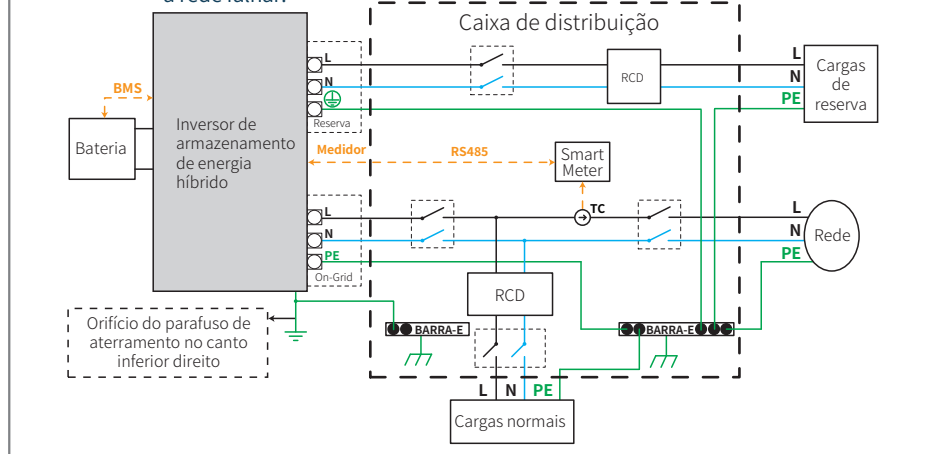 a rede falhar.
Caixa de distribuição
L
N
Reserva
RCD
L
N
PE
Cargas
de
reserva
BMS
Bateria
Inversor de
armazenamento
de energia
híbrido
Medidor
RS485
Smart
Meter
TC
L
N
PE
On-Grid
L
N
PE
Rede
RCD
BARRA-E
BARRA-E
Orifício do parafuso de
aterramento no canto
inferior direito
L N PE
Cargas normais